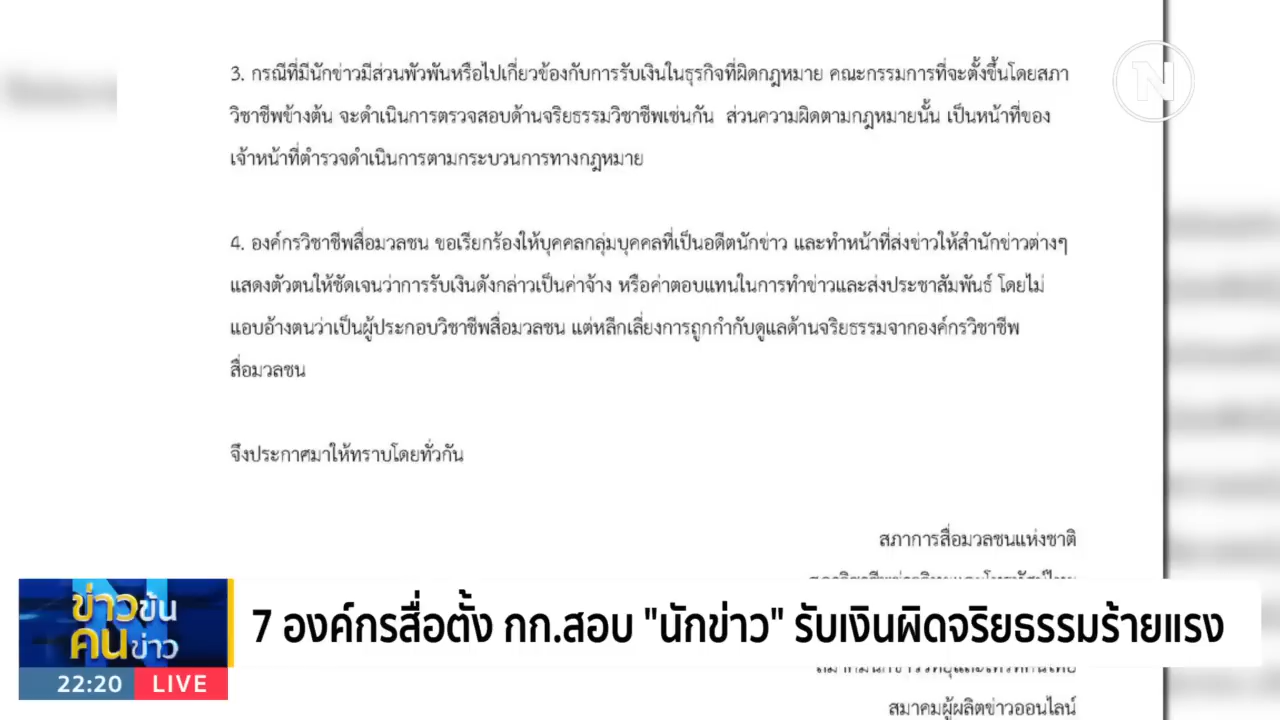 3. กรณีที่มีนักข่าวมีส่วนพัวพันหรือไปเกี่ยวข้องกับการรับเงินในธุรกิจที่ผิดกฎหมาย คณะกรรมการที่จะตั้งขึ้นโดยสภา
วิชาชีพข้างต้น จะดำเนินการตรวจสอบด้านจริยธรรมวิชาชีพเช่นกัน ส่วนความผิดตามกฎหมายนั้น เป็นหน้าที่ของ
เจ้าหน้าที่ตำรวจดำเนินการตามกระบวนการทางกฎหมาย
4. องค์กรวิชาชีพสื่อมวลชน ขอเรียกร้องให้บุคคลกลุ่มบุคคลที่เป็นอดีตนักข่าว และทำหน้าที่ส่งข่าวให้สำนักข่าวต่างๆ
แสดงตัวตนให้ชัดเจนว่าการรับเงินดังกล่าวเป็นค่าจ้าง หรือค่าตอบแทนในการทำข่าวและส่งประชาสัมพันธ์ โดยไม่
แอบอ้างตนว่าเป็นผู้ประกอบวิชาชีพสื่อมวลชน แต่หลีกเลี่ยงการถูกกำกับดูแลด้านจริยธรรมจากองค์กรวิชาชีพ
สื่อมวลชน
จึงประกาศมาให้ทราบโดยทั่วกัน
สภาการสื่อมวลชนแห่งชาติ
ข่าวข้น
คนข่าว
7 องค์กรสื่อตั้ง กก.สอบ "นักข่าว" รับเงินผิดจริยธรรมร้ายแรง
22:20 LIVE
สมาคมผู้ผลิตข่าวออนไลน์
N